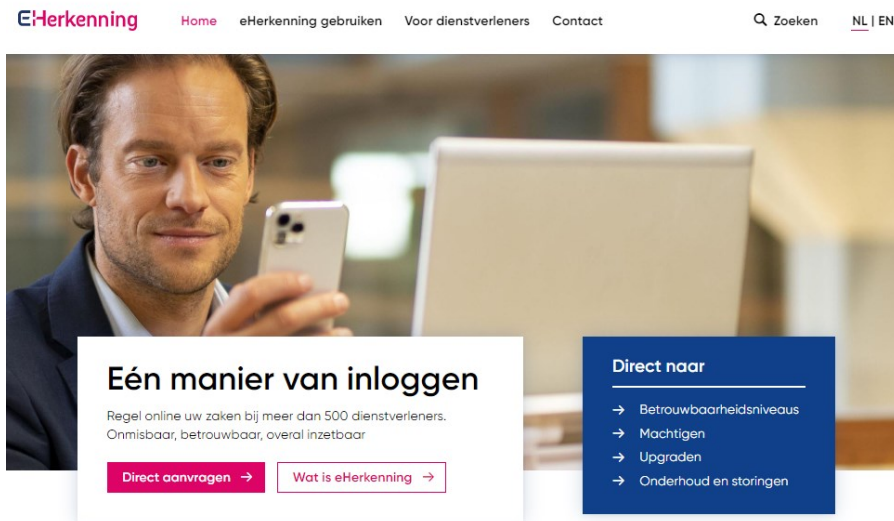 eHerkenning
Home eHerkenning gebruiken Voor dienstverleners Contact
Zoeken NL | EN
Eén manier van inloggen
Regel online uw zaken bij meer dan 500 dienstverleners.
Onmisbaar, betrouwbaar, overal inzetbaar
Direct aanvragen → Wat is eHerkenning →
Direct naar
→ Betrouwbaarheidsniveaus
→ Machtigen
→ Upgraden
→ Onderhoud en storingen